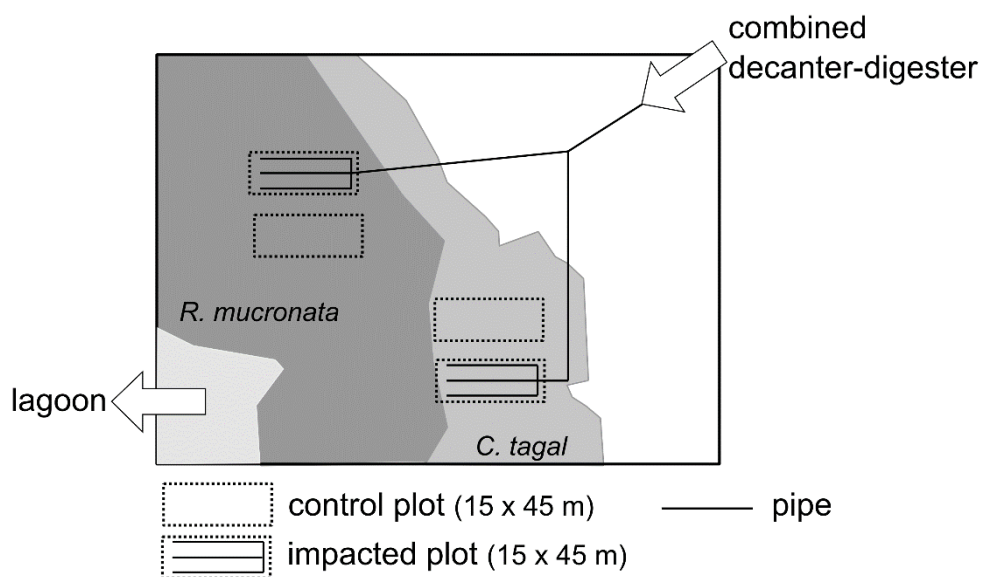 combined
decanter-digester
R. mucronata
lagoon
C. tagal
control plot (15 x 45 m)
pipe
impacted plot (15 x 45 m)